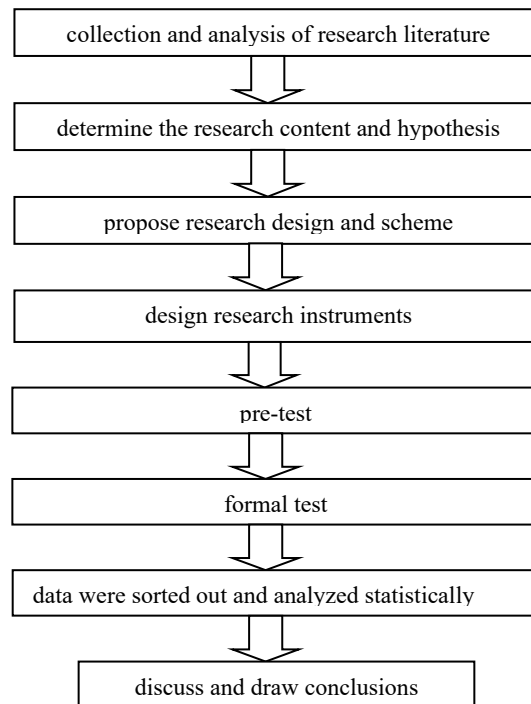 collection and analysis of research literature
determine the research content and hypothesis
propose research design and scheme
design research instruments
pre-test
formal test
data were sorted out and analyzed statistically
discuss and draw conclusions